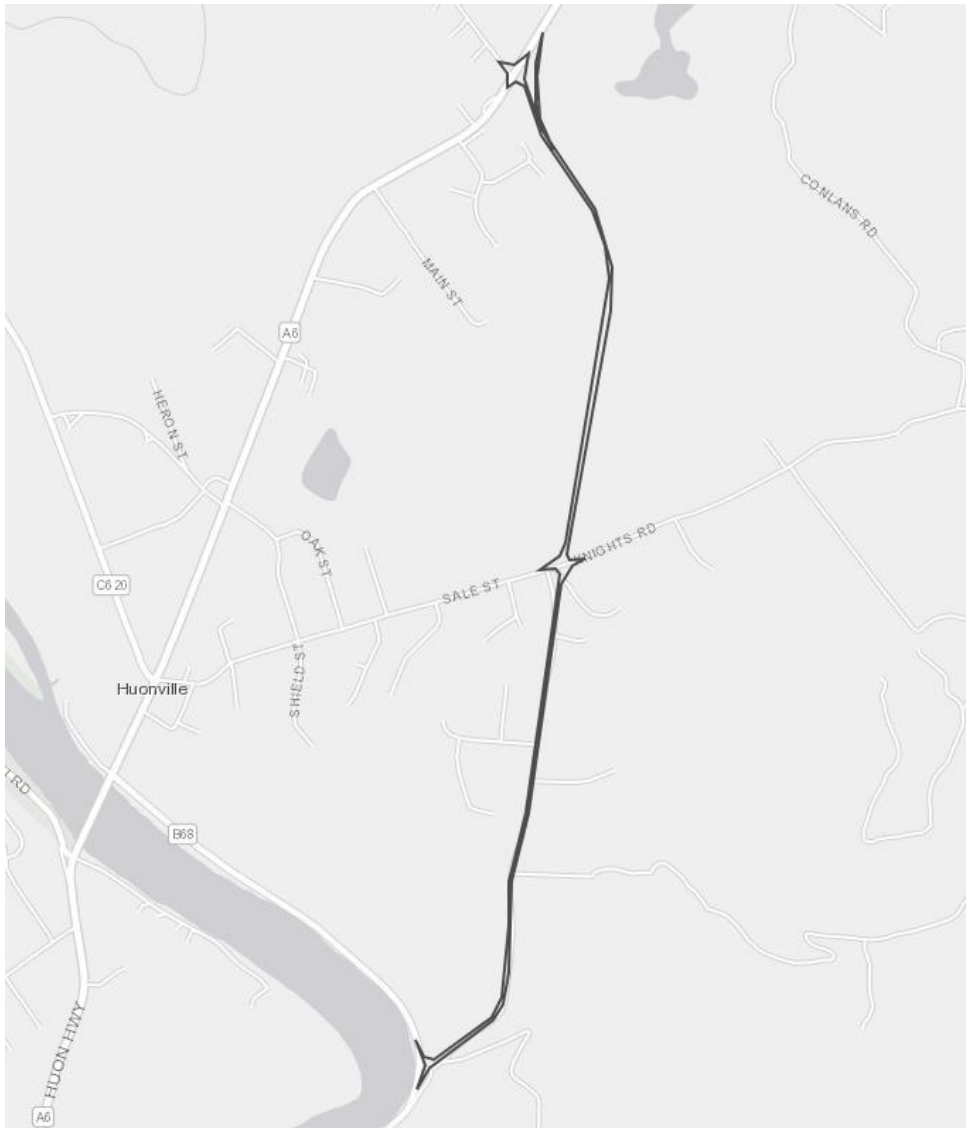 CONLANS RD
MAIN ST
A6
HERON ST
OAK ST
KNIGHTS RD
C620
SALE ST
SHIELD ST
Huonville
RD
B68
HUON HWY
A6